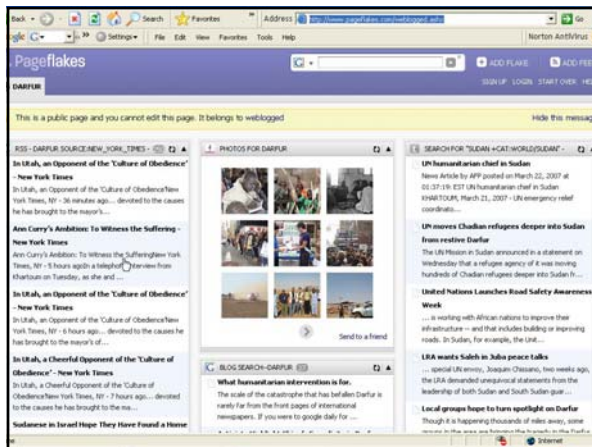 Back
Search
Favorites
Address
http://www.pageflakes.com/weblogged.ashx
Go
Settings
File Edit View Favorites Tools Help
Norton AntiVirus
Pageflakes
ADD FLAKE
ADD FEE
SIGN UP LOGIN START OVER HE
DARFUR
This is a public page and you cannot edit this page. It belongs to weblogged
Hide this messag
RSS - DARFUR SOURCE:NEW_YORK_TIMES -
In Utah, an Opponent of the 'Culture of Obedience'
- New York Times
In Utah, an Opponent of the 'Culture of ObedienceNew
York Times, NY - 36 minutes ago... devoted to the causes
he has brought to the mayor's...
Ann Curry's Ambition: To Witness the Suffering -
New York Times
Ann Curry's Ambition: To Witness the SufferingNew York
Times, NY - 5 hours agoIn a telephone interview from
Khartoum on Tuesday, as she and ...
In Utah, an Opponent of the 'Culture of Obedience'
- New York Times
In Utah, an Opponent of the 'Culture of ObedienceNew
York Times, NY - 6 hours ago... devoted to the causes he
has brought to the mayor's of...
In Utah, a Cheerful Opponent of the 'Culture of
Obedience' - New York Times
In Utah, a Cheerful Opponent of the 'Culture of
ObedienceNew York Times, NY - 7 hours ago... devoted
to the causes he has brought to the ma...
Sudanese in Israel Hope They Have Found a Home
PHOTOS FOR DARFUR
Send to a friend
BLOG SEARCH--DARFUR
What humanitarian intervention is for.
The scale of the catastrophe that has befallen Darfur is
rarely far from the front pages of international
newspapers. If you were to google daily for ...
SEARCH FOR "SUDAN +CAT:WORLD/SUDAN" -
UN humanitarian chief in Sudan
News Article by AFP posted on March 22, 2007 at
01:37:19: EST UN humanitarian chief in Sudan
KHARTOUM, March 21, 2007 - UN emergency relief
coordinato...
UN moves Chadian refugees deeper into Sudan
from restive Darfur
The UN Mission in Sudan announced in a statement on
Wednesday that a refugee agency of it was moving
hundreds of Chadian refugees deeper into Sudan fr...
United Nations Launches Road Safety Awareness
Week
... is working with African nations to improve their
infrastructure -- and that includes building or improving
roads. In Sudan, for example, the Unit...
LRA wants Saleh in Juba peace talks
... special UN envoy, Joaquim Chissano, two weeks ago,
the LRA demanded unequivocal statements from the
leadership of both Sudan and South Sudan guar...
Local groups hope to turn spotlight on Darfur
Though it is happening thousands of miles away, some
Internet